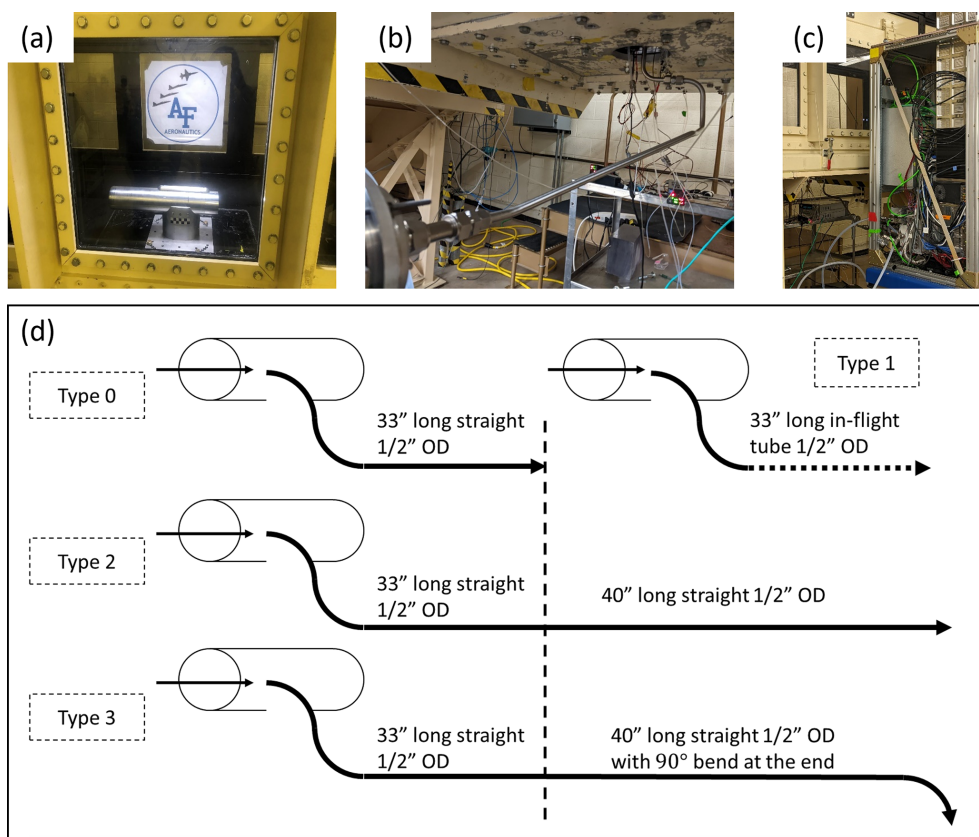 (a)
AF
AERONAUTICS
(b)
(c)
(d)
Type 0
33” long straight
1/2” OD
Type 1
33” long in-flight
tube 1/2” OD
Type 2
33” long straight
1/2” OD
40” long straight 1/2” OD
Type 3
33” long straight
1/2” OD
40” long straight 1/2” OD
with 90° bend at the end